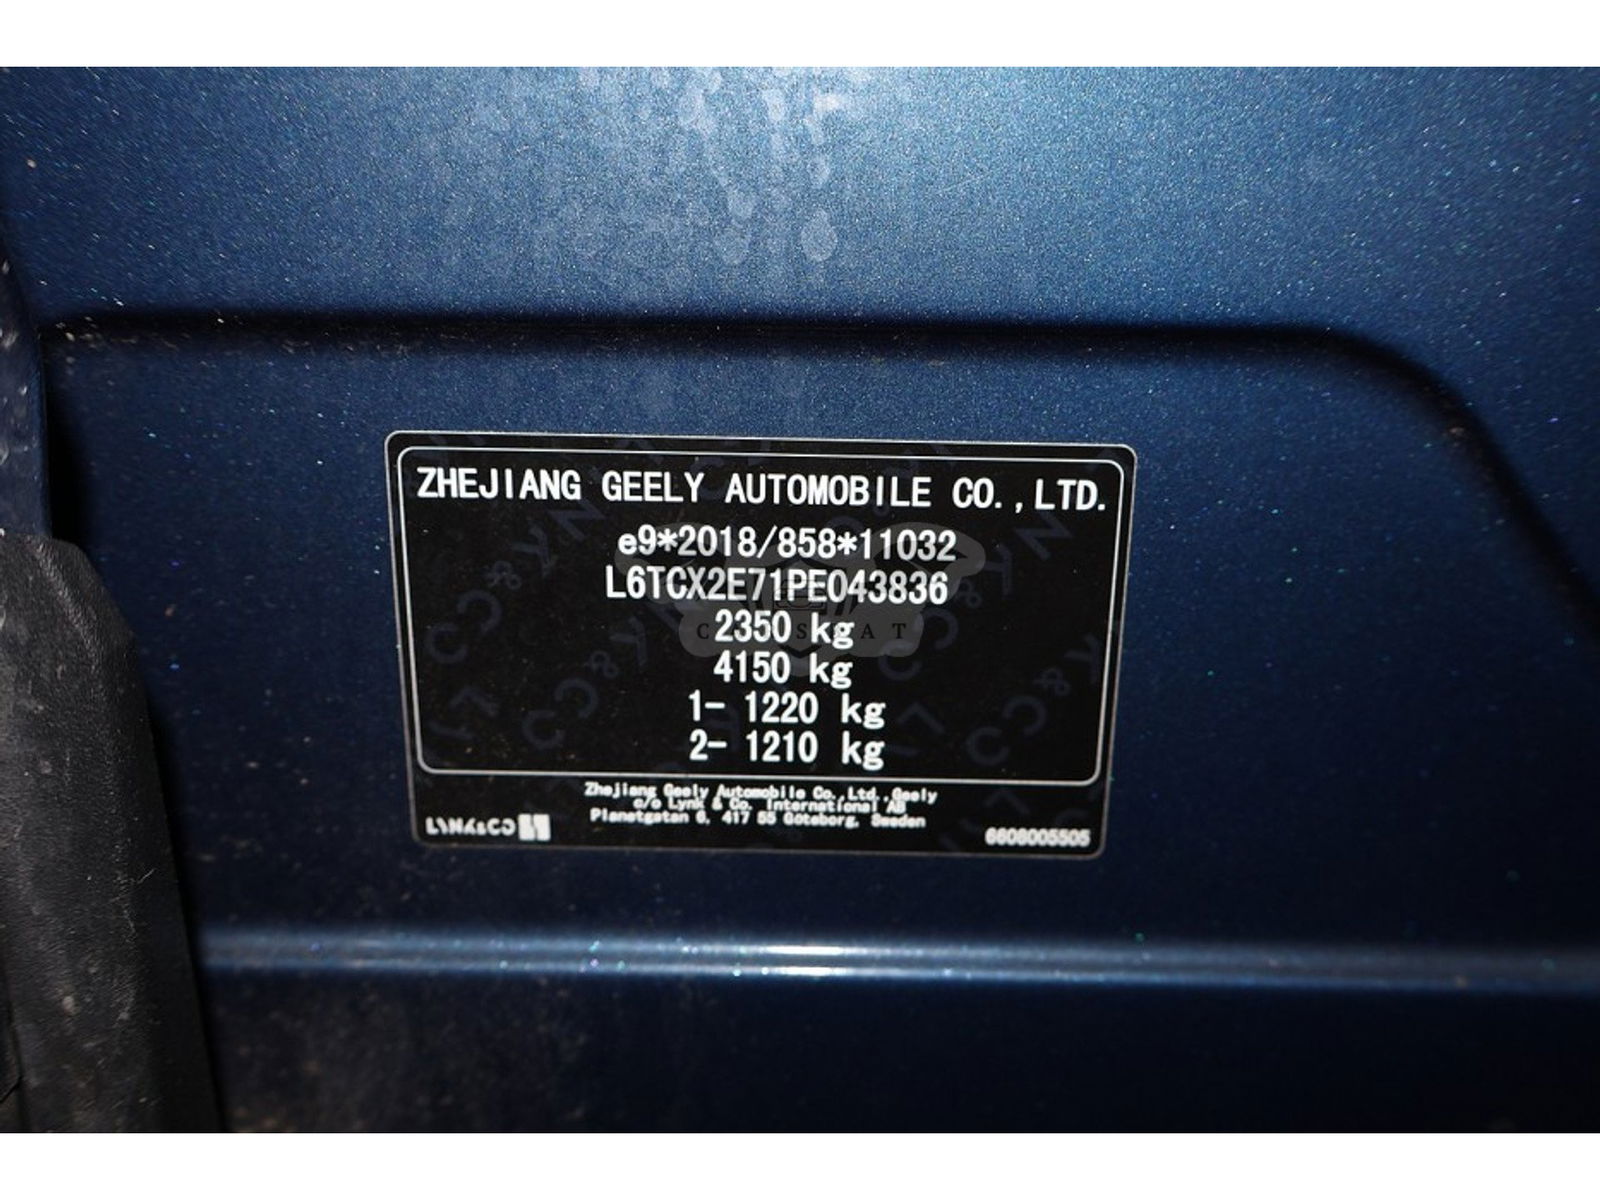 ZHEJIANG GEELY AUTOMOBILE CO.,LTD.
e9*2018/858*11032
L6TCX2E71PE043836
2350 kg
4150 kg
1- 1220 kg
2- 1210 kg
Zhejiang Geely Automobile Co.,Ltd.,Geely
c/o Lynk & Co. International AB
Planetgatan 6, 417 55 Göteborg, Sweden
LYNK&CO
6608005505